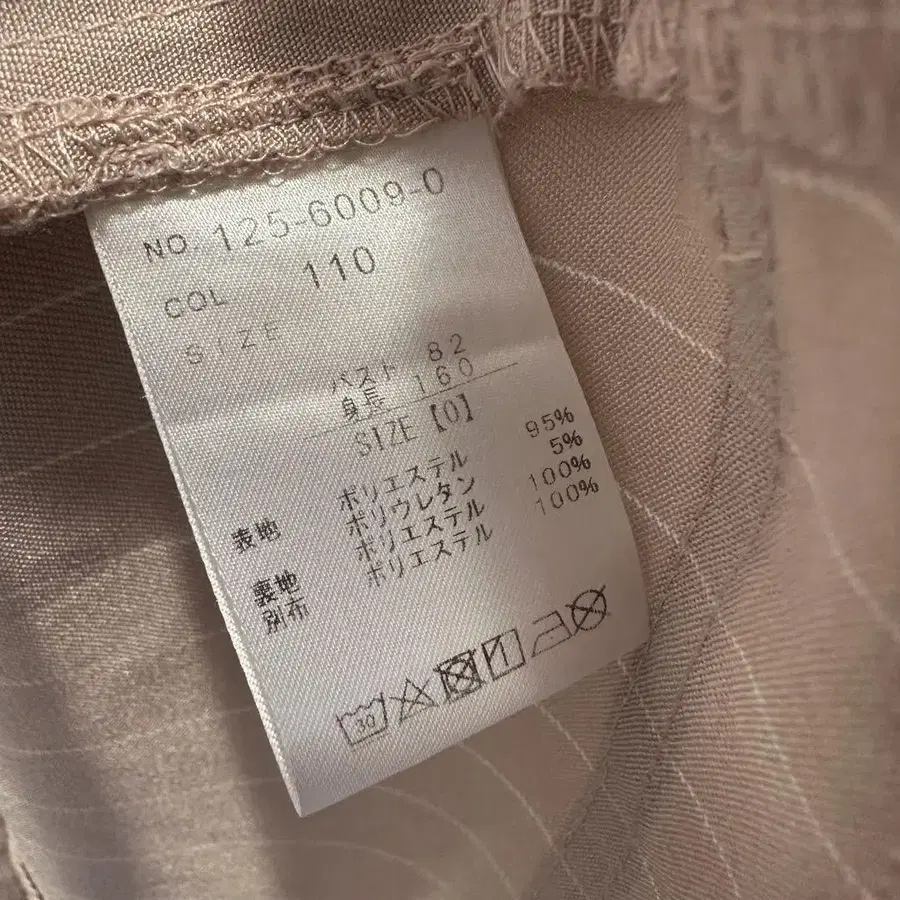 NO. 125-6009-0
COL 110
SIZE
バスト 82
身長 160
SIZE【0】
表地 ポリエステル 95%
ポリウレタン 5%
裏地 ポリエステル 100%
別布 ポリエステル 100%
30